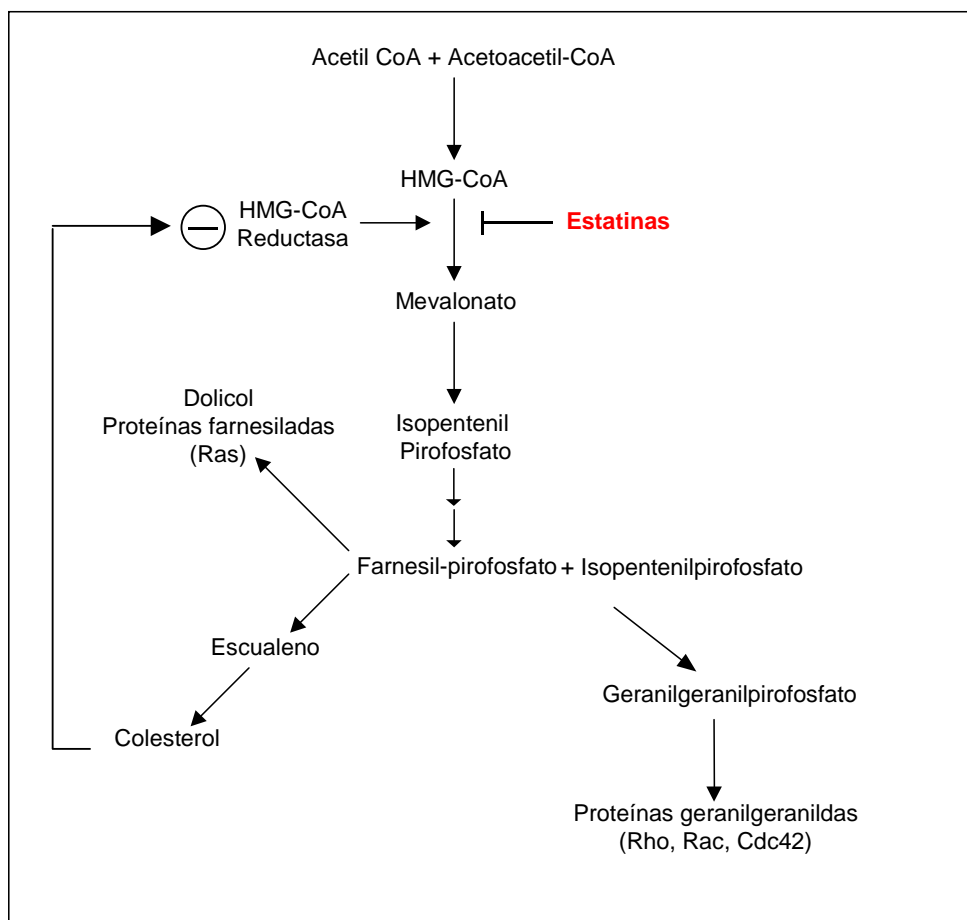 Acetil CoA + Acetoacetil-CoA
HMG-CoA
HMG-CoA
Reductasa
Estatinas
Mevalonato
Dolicol
Proteínas farnesiladas
(Ras)
Isopentenil
Pirofosfato
Farnesil-pirofosfato + Isopentenilpirofosfato
Escualeno
Geranilgeranilpirofosfato
Colesterol
Proteínas geranilgeranildas
(Rho, Rac, Cdc42)